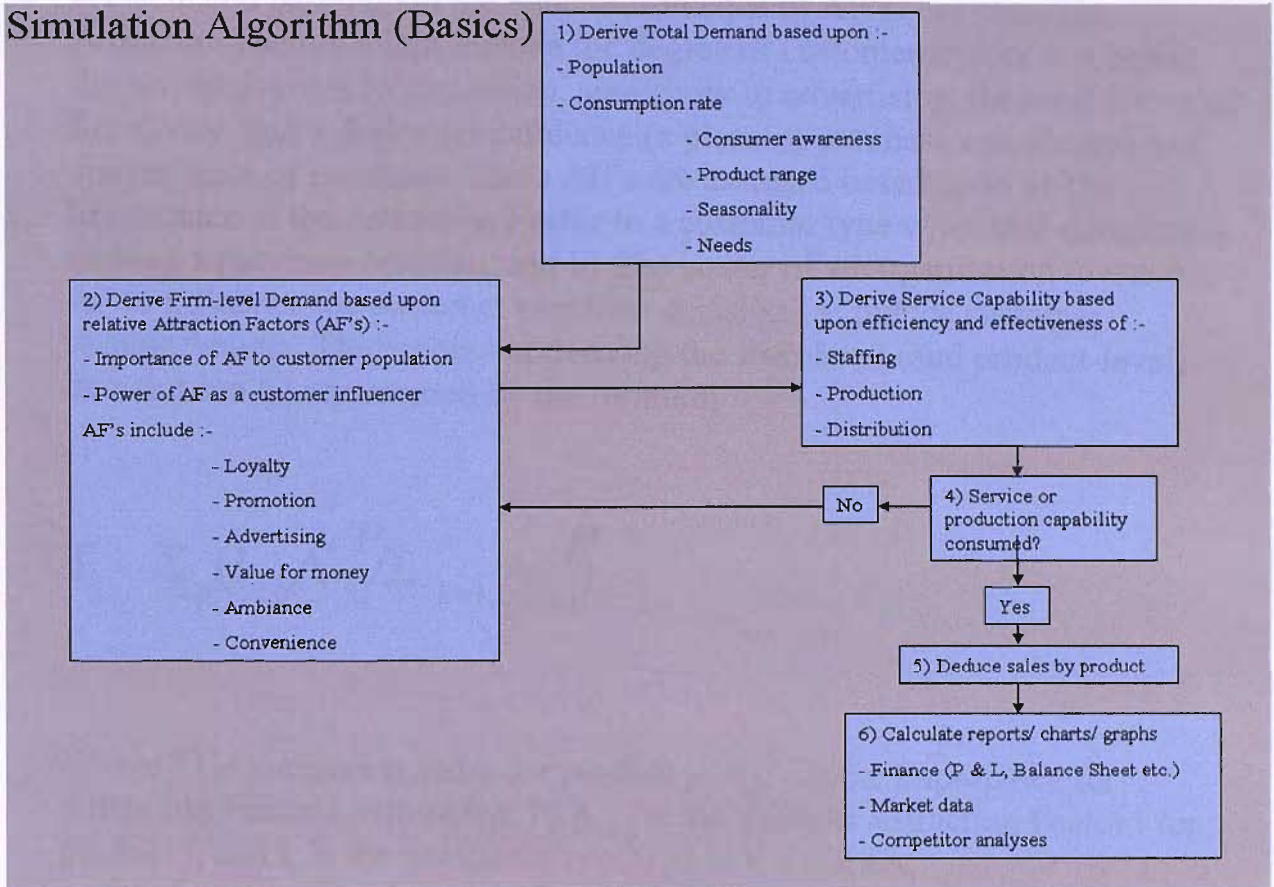 Simulation Algorithm (Basics)
1) Derive Total Demand based upon :-
- Population
- Consumption rate
- Consumer awareness
- Product range
- Seasonality
- Needs
2) Derive Firm-level Demand based upon
relative Attraction Factors (AF's) :-
- Importance of AF to customer population
- Power of AF as a customer influencer
AF's include :-
- Loyalty
- Promotion
- Advertising
- Value for money
- Ambiance
- Convenience
3) Derive Service Capability based
upon efficiency and effectiveness of :-
- Staffing
- Production
- Distribution
4) Service or
production capability
consumed?
No
Yes
5) Deduce sales by product
6) Calculate reports/ charts/ graphs
- Finance (P & L, Balance Sheet etc.)
- Market data
- Competitor analyses